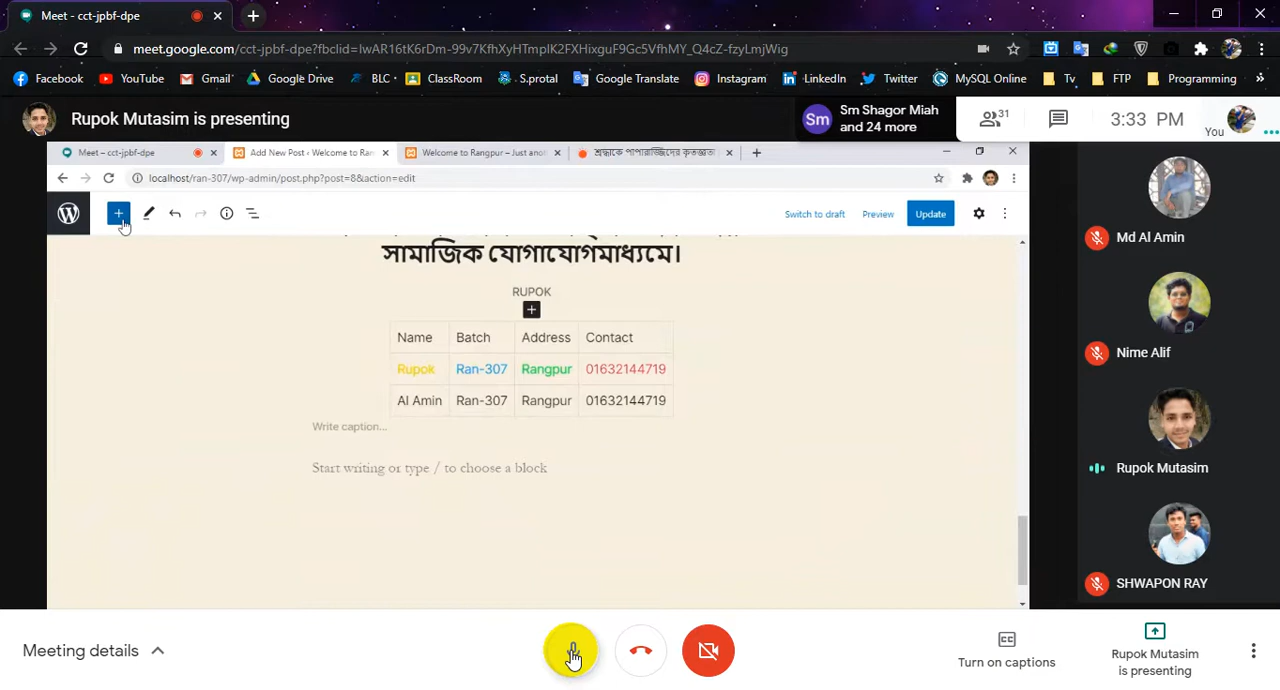 Meet - cct-jpbf-dpe
meet.google.com/cct-jpbf-dpe?fbclid=IwAR16tK6rDm-99v7KfhXyHTmpIK2FXHixguF9Gc5VfhMY_Q4cZ-fzyLmjWig
Facebook YouTube Gmail Google Drive BLC ClassRoom S.protal Google Translate Instagram LinkedIn Twitter MySQL Online Tv FTP Programming
Rupok Mutasim is presenting
Sm
Sm Shagor Miah
and 24 more
31
3:33 PM
You
Meet – cct-jpbf-dpe
Add New Post ‹ Welcome to Ran
Welcome to Rangpur – Just anot
শ্রদ্ধাকে পাপারাজ্জিদের কৃতজ্ঞতা
localhost/ran-307/wp-admin/post.php?post=8&action=edit
Switch to draft Preview Update
সামাজিক যোগাযোগমাধ্যমে।
RUPOK
Name Batch Address Contact
Rupok Ran-307 Rangpur 01632144719
Al Amin Ran-307 Rangpur 01632144719
Write caption...
Start writing or type / to choose a block
Md Al Amin
Nime Alif
Rupok Mutasim
SHWAPON RAY
Meeting details
Turn on captions
Rupok Mutasim
is presenting